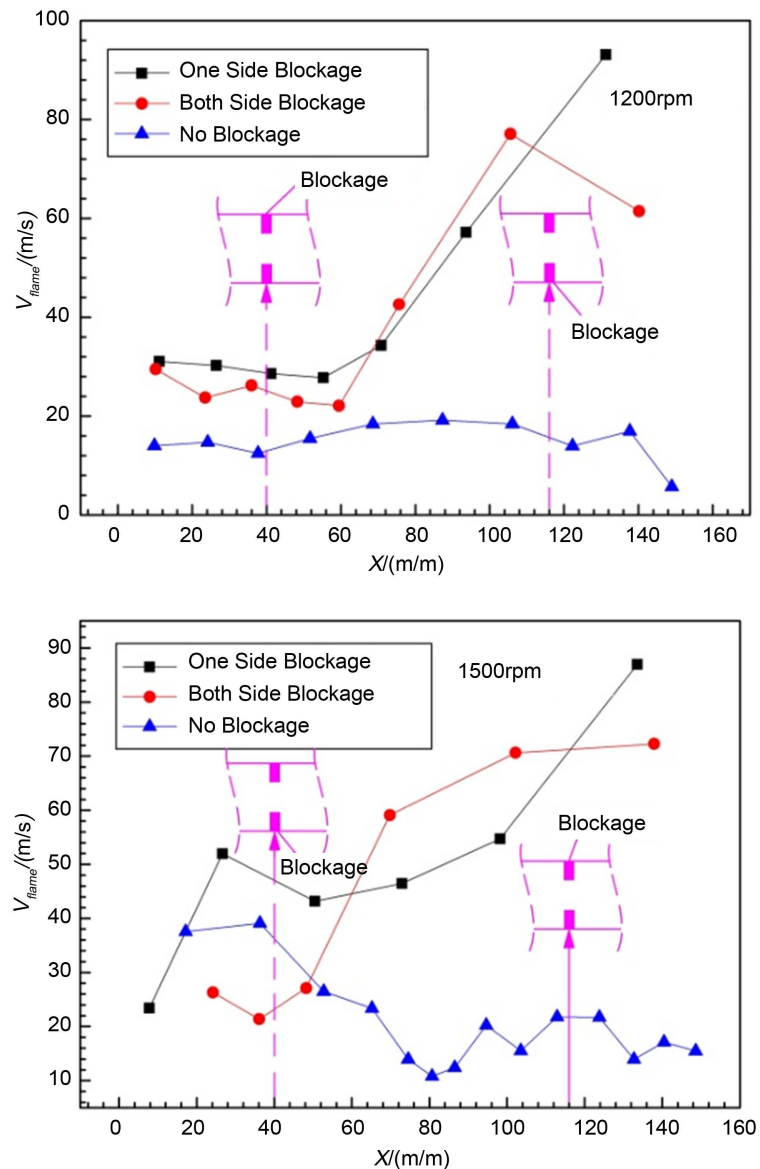 100
80
60
40
20
0
V_flame/(m/s)
One Side Blockage
Both Side Blockage
No Blockage
1200rpm
Blockage
Blockage
0 20 40 60 80 100 120 140 160
X/(m/m)
90
80
70
60
50
40
30
20
10
V_flame/(m/s)
One Side Blockage
Both Side Blockage
No Blockage
1500rpm
Blockage
Blockage
0 20 40 60 80 100 120 140 160
X/(m/m)